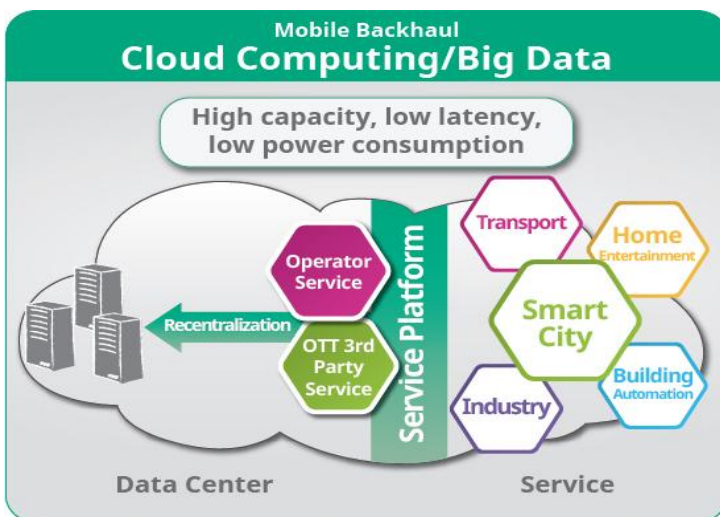 Mobile Backhaul
Cloud Computing/Big Data
High capacity, low latency,
low power consumption
Operator
Service
Recentralization
OTT 3rd
Party
Service
Service Platform
Transport
Home
Entertainment
Smart
City
Industry
Building
Automation
Data Center
Service